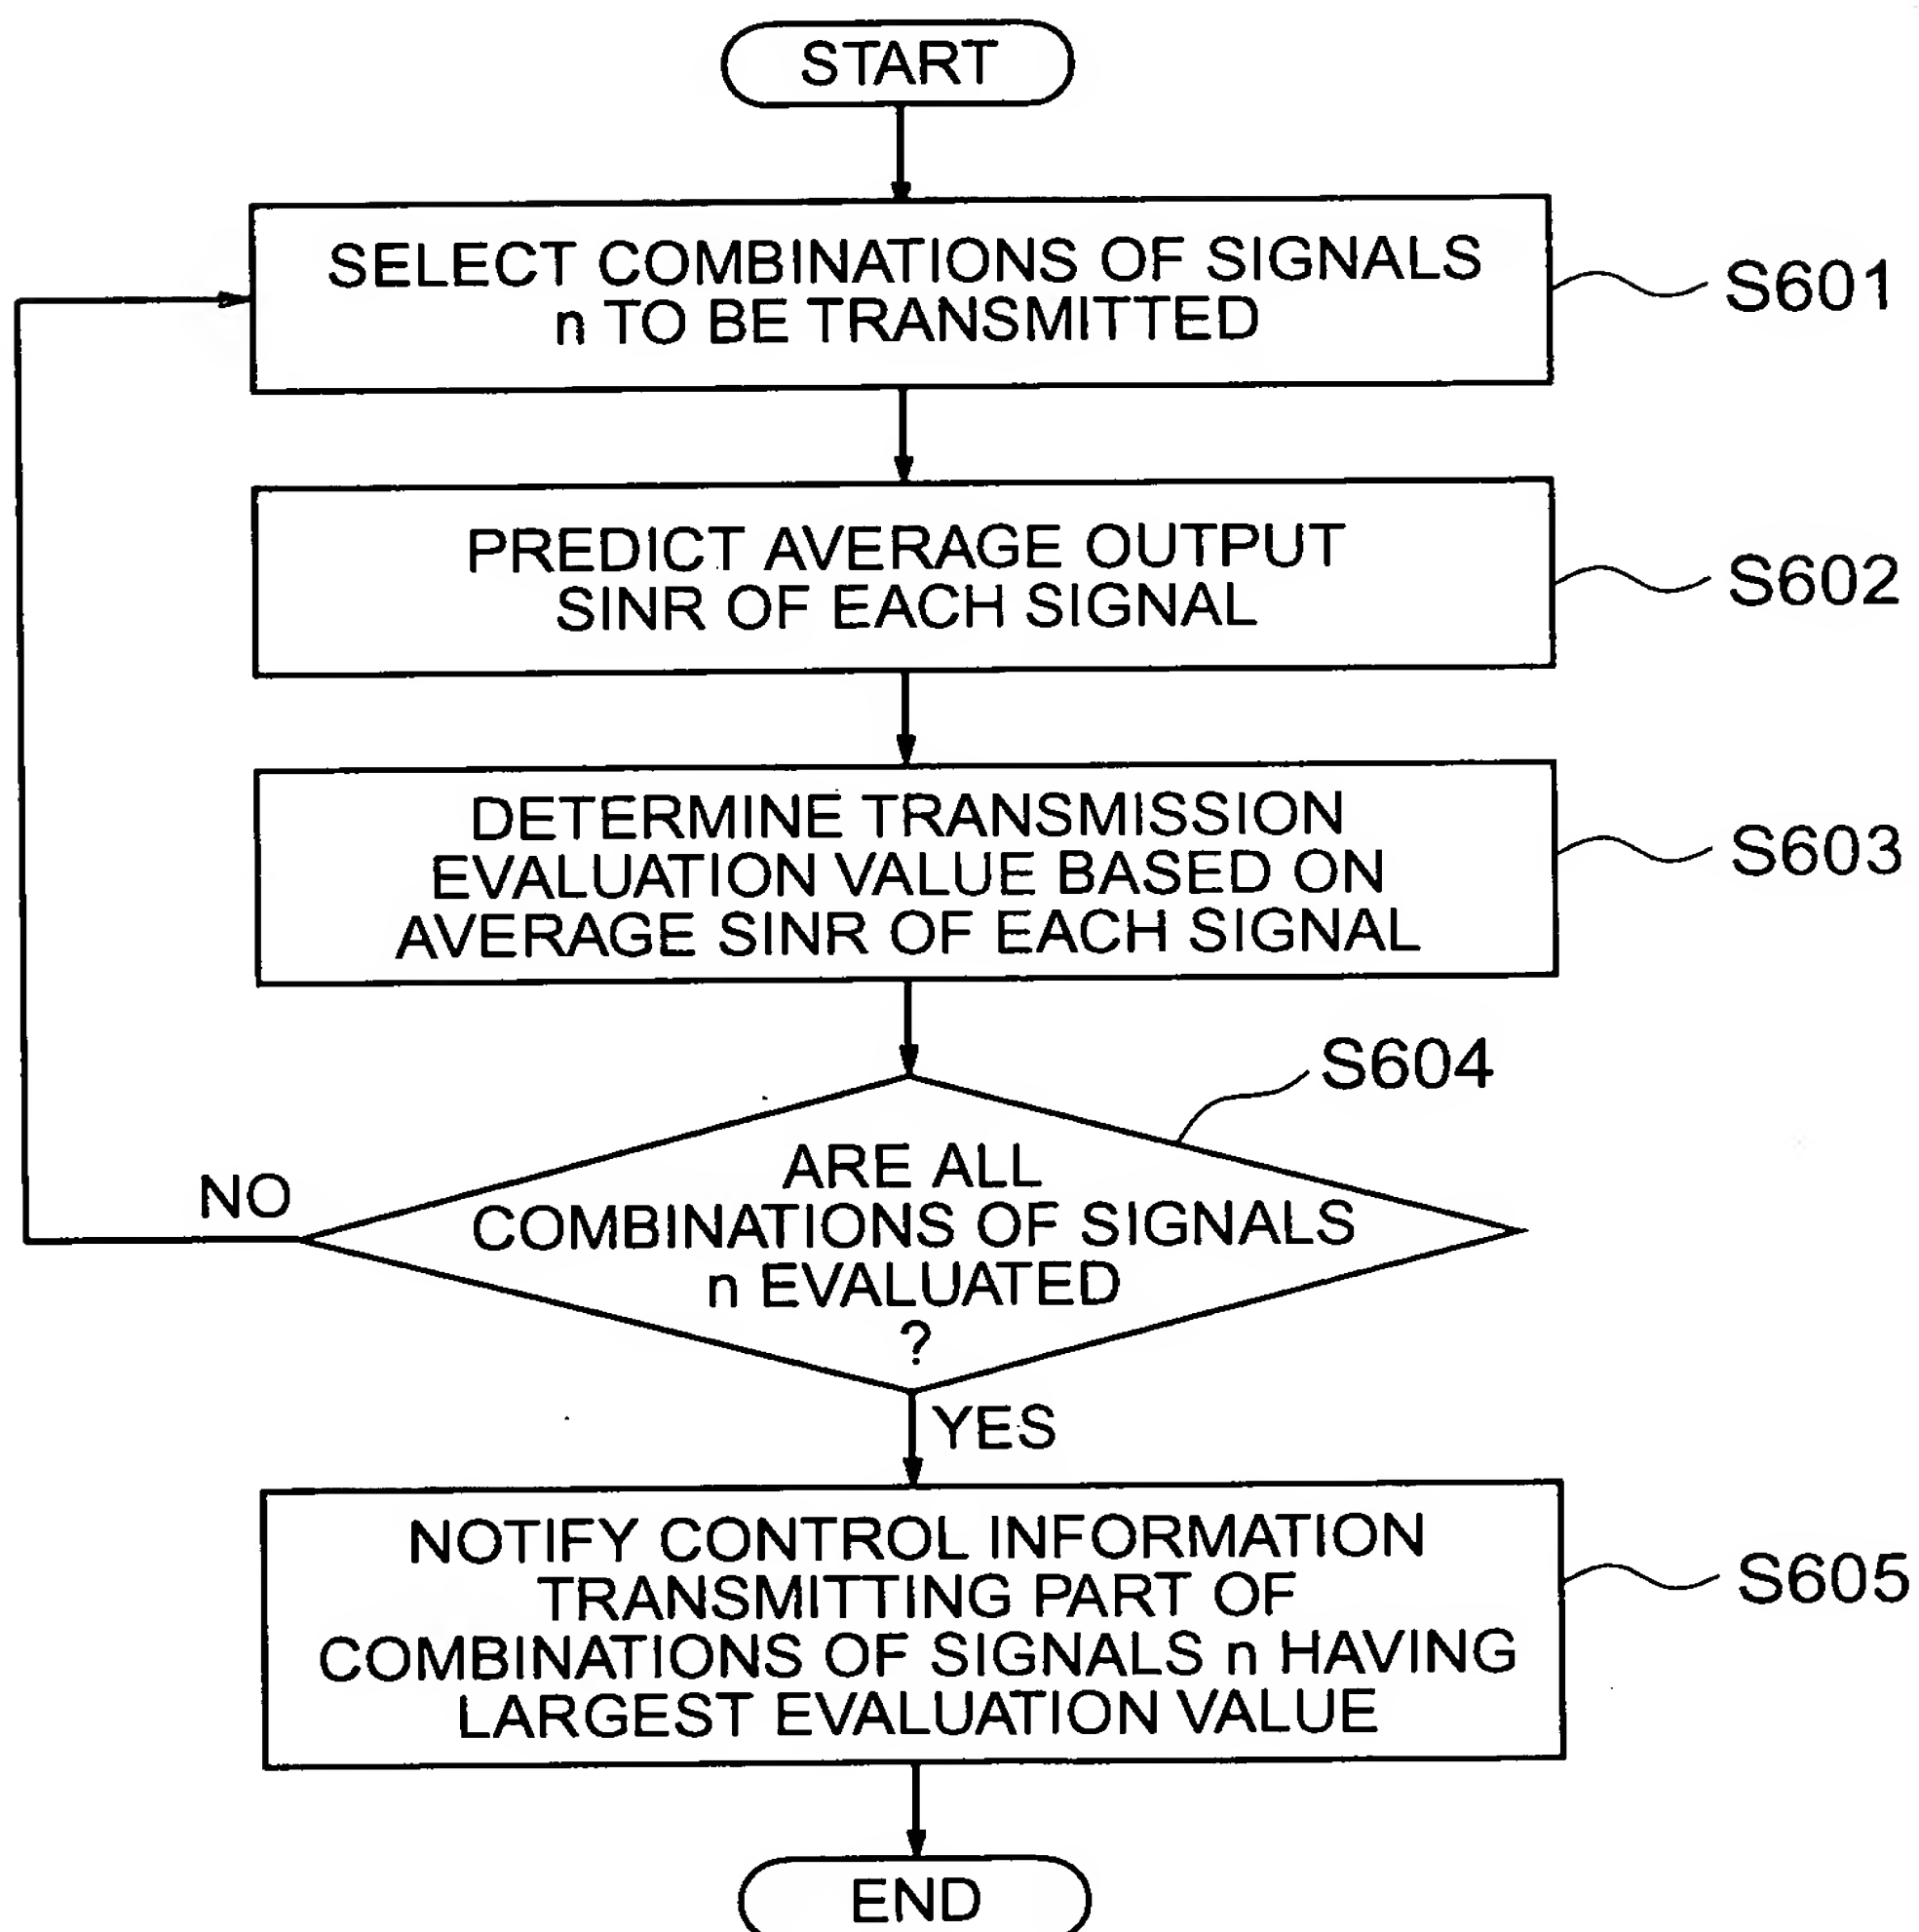 START
SELECT COMBINATIONS OF SIGNALS
n TO BE TRANSMITTED
S601
PREDICT AVERAGE OUTPUT
SINR OF EACH SIGNAL
S602
DETERMINE TRANSMISSION
EVALUATION VALUE BASED ON
AVERAGE SINR OF EACH SIGNAL
S603
S604
ARE ALL
COMBINATIONS OF SIGNALS
n EVALUATED
?
NO
YES
NOTIFY CONTROL INFORMATION
TRANSMITTING PART OF
COMBINATIONS OF SIGNALS n HAVING
LARGEST EVALUATION VALUE
S605
END